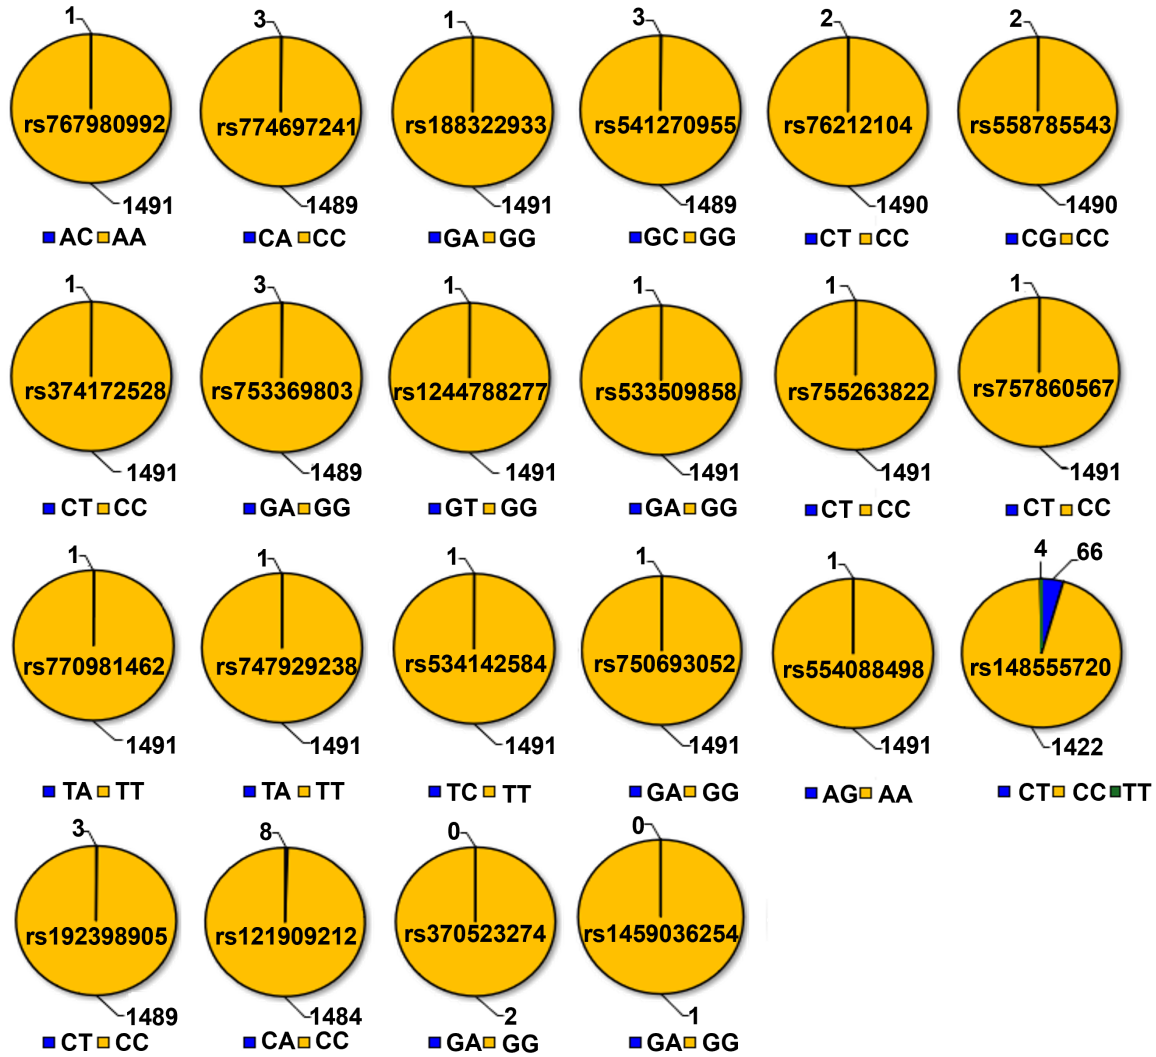 1 3 1 3 2 2
rs767980992 rs774697241 rs188322933 rs541270955 rs76212104 rs558785543
1491 1489 1491 1489 1490 1490
AC AA CA CC GA GG GC GG CT CC CG CC
1 3 1 1 1 1
rs374172528 rs753369803 rs1244788277 rs533509858 rs755263822 rs757860567
1491 1489 1491 1491 1491 1491
CT CC GA GG GT GG GA GG CT CC CT CC
1 1 1 1 1 4 66
rs770981462 rs747929238 rs534142584 rs750693052 rs554088498 rs148555720
1491 1491 1491 1491 1491 1422
TA TT TA TT TC TT GA GG AG AA CT CC TT
3 8 0 0
rs192398905 rs121909212 rs370523274 rs1459036254
1489 1484 2 1
CT CC CA CC GA GG GA GG